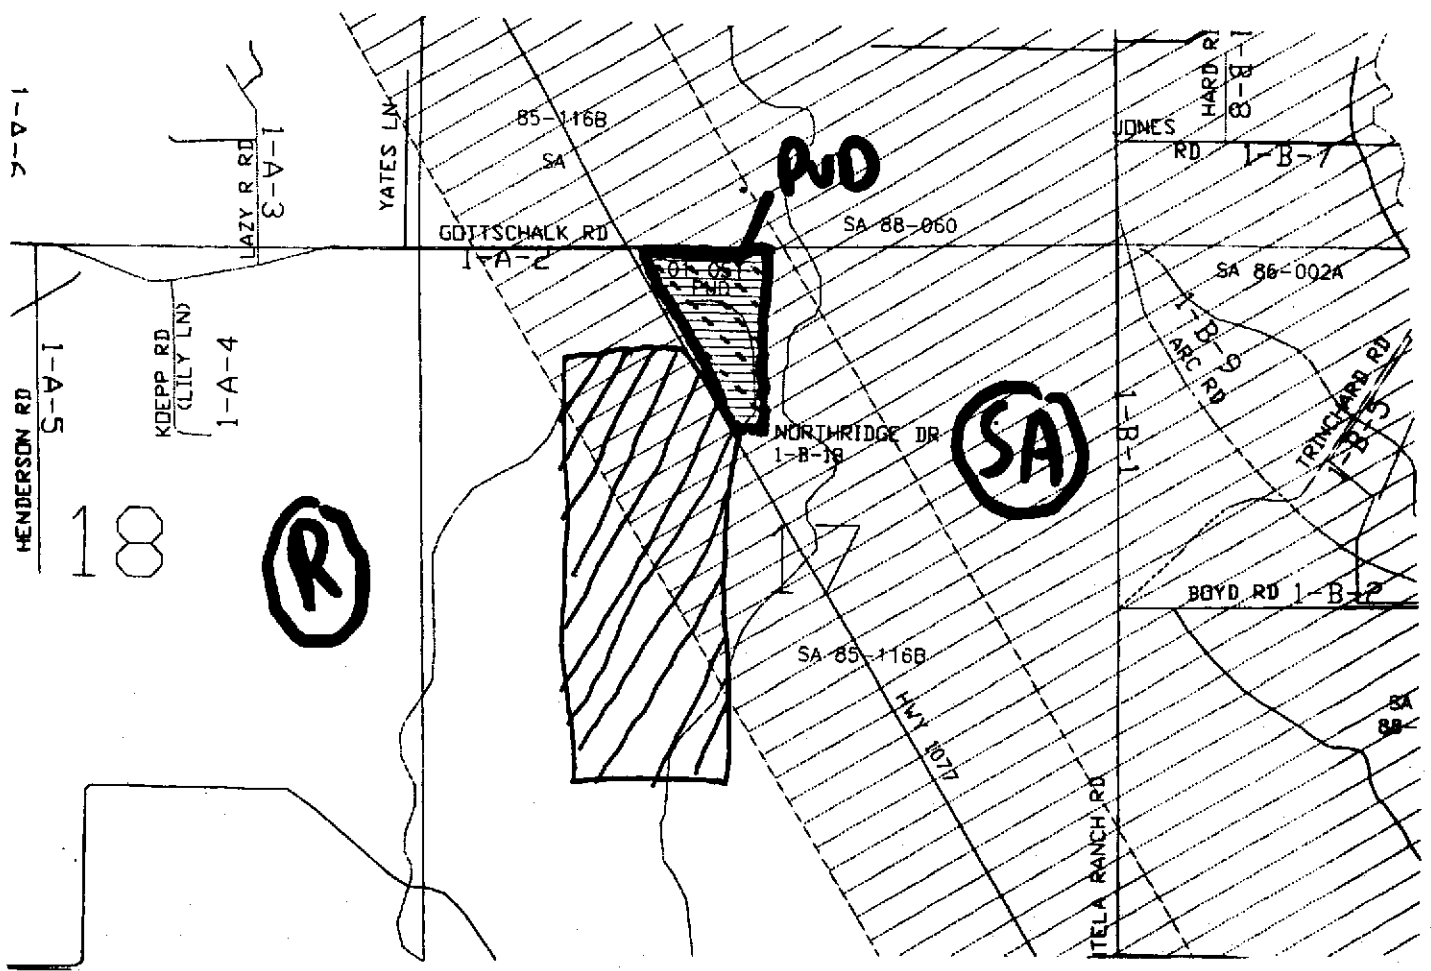 1-A-6
LAZY R RD
1-A-3
YATES LN
85-116B
SA
PUD
GOTTSCHALK RD
1-A-2
SA 88-060
HARD RD
1-B-8
JONES
RD
1-B-7
SA 86-002A
PUD
HENDERSON RD
1-A-5
KOEPP RD
(LILY LN)
1-A-4
1-B-9
ARC RD
TRINCHARD RD
1-B-5
NORTHRIDGE DR
1-B-18
SA
1-B-1
R
18
17
BOYD RD 1-B-2
SA 85-116B
HWY 1077
SA
88-
ITELA RANCH RD